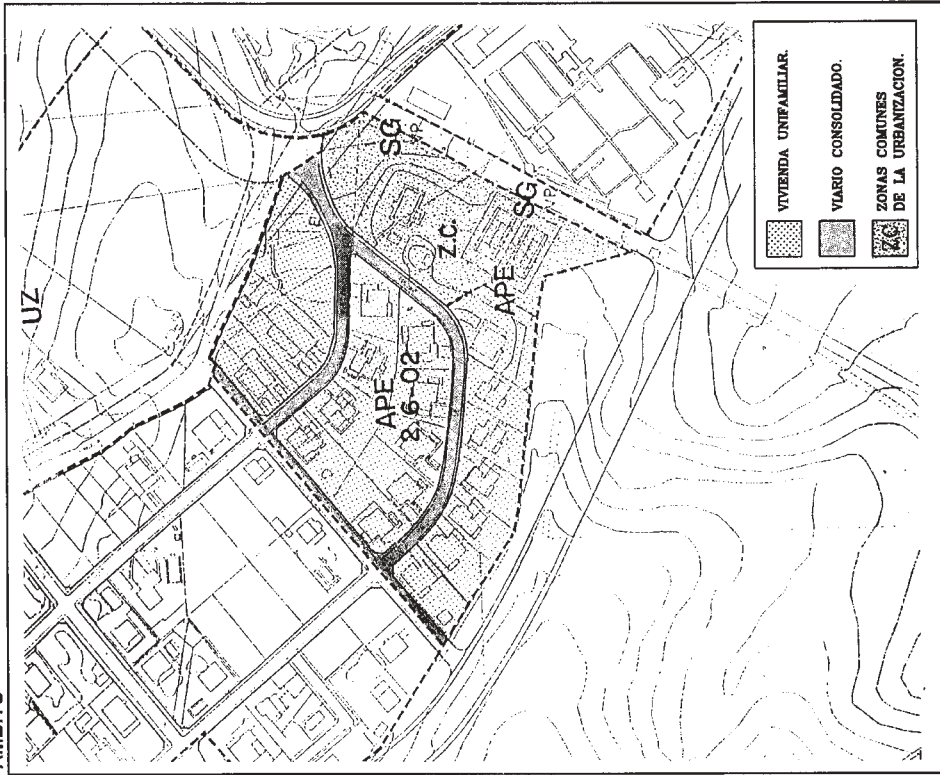 UZ
SG
V.P.
Z.C.
SG
V.P.
APE
APE
2.6-02
VIVIENDA UNIFAMILIAR.
VIARIO CONSOLIDADO.
Z.C.
ZONAS COMUNES
DE LA URBANIZACION.